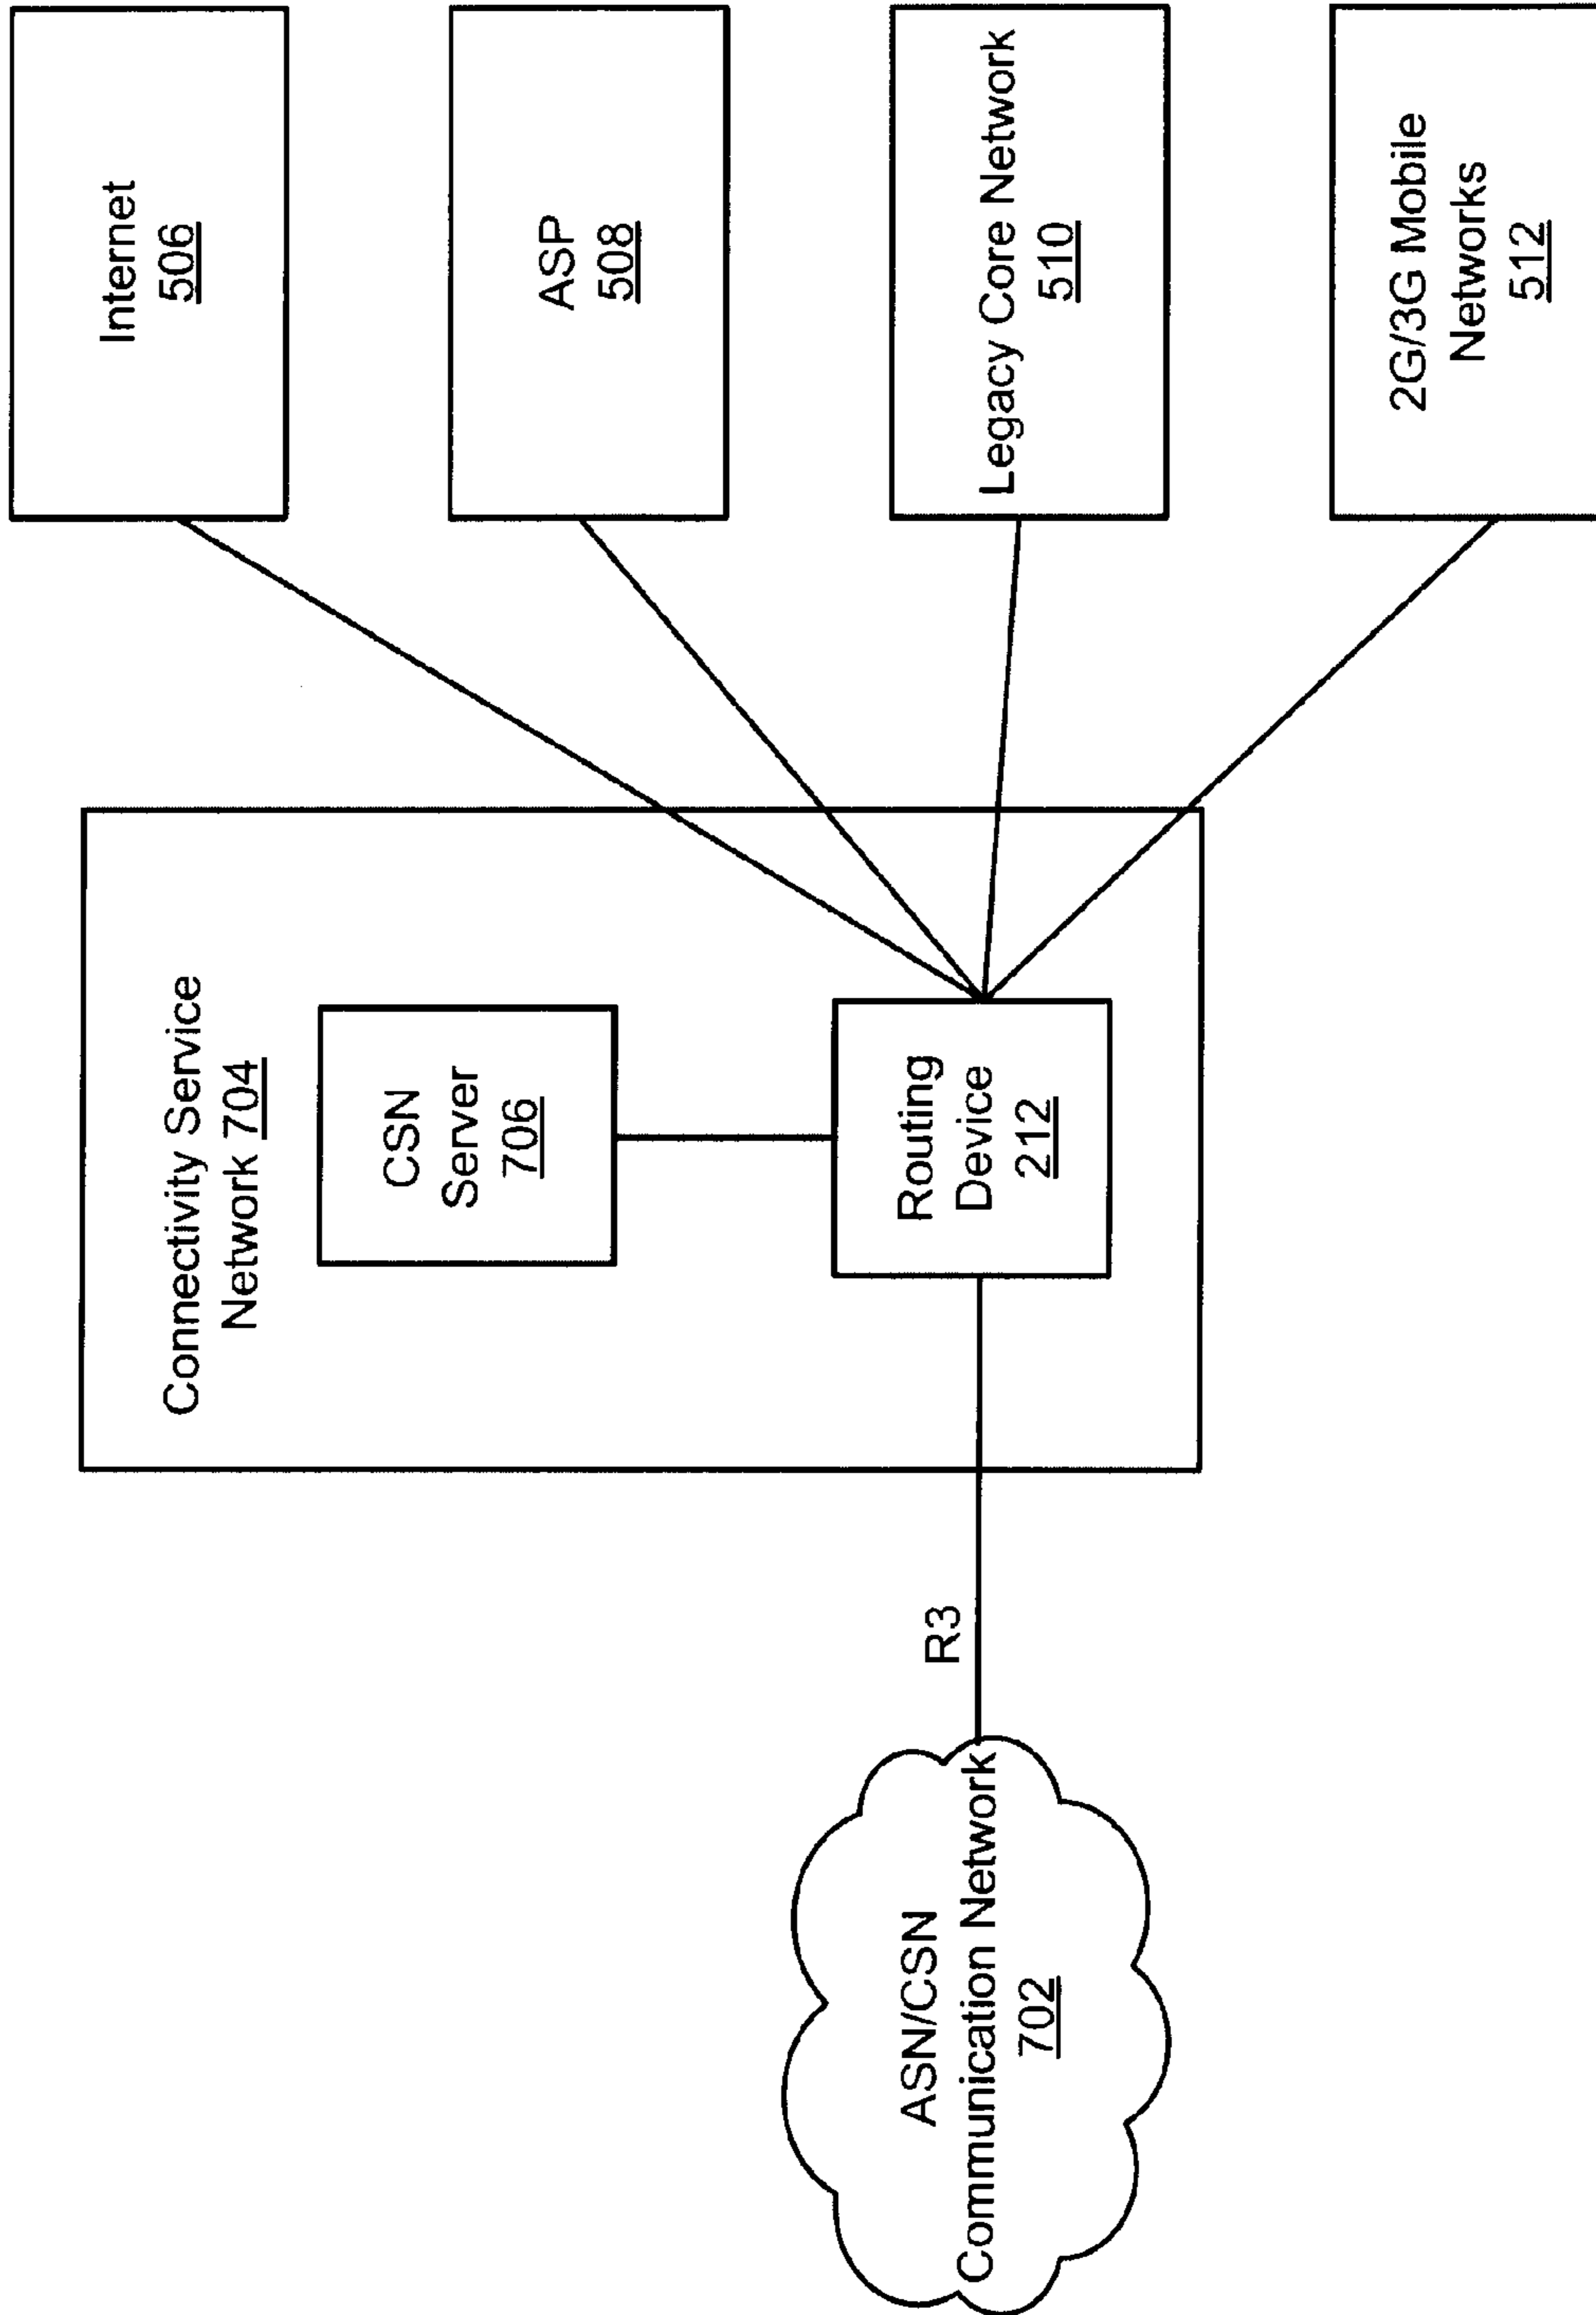 ASN/CSN
Communication Network
702
R3
Connectivity Service
Network 704
CSN
Server
706
Routing
Device
212
Internet
506
ASP
508
Legacy Core Network
510
2G/3G Mobile
Networks
512